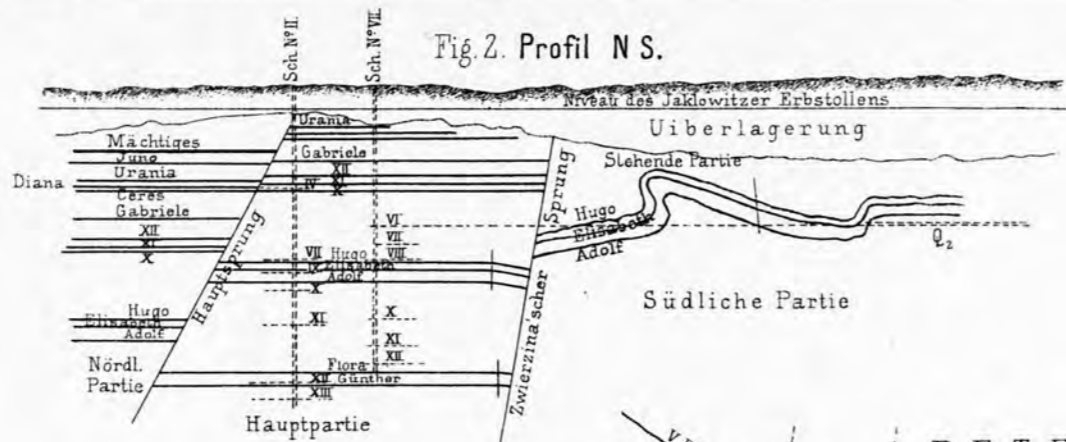 Fig. 2. Profil N S.
Sch. No II.
Sch. No VII.
Niveau des Jaklowitzer Erbstollens
Uiberlagerung
Urania
Mächtiges
Juno
Urania
Diana
Ceres
Gabriele
XII
XI
X
Hugo
Elisabeth
Adolf
Nördl.
Partie
Hauptsprung
Gabriele
XII
XI
X
IV
VI
VII
VIII
VII
Hugo
IX
Elisabeth
Adolf
X
XI
X
XI
XII
Flora
XII
Günther
XIII
Hauptpartie
Zwierzina'scher Sprung
Stehende Partie
Hugo
Elisabeth
Adolf
Q2
Südliche Partie